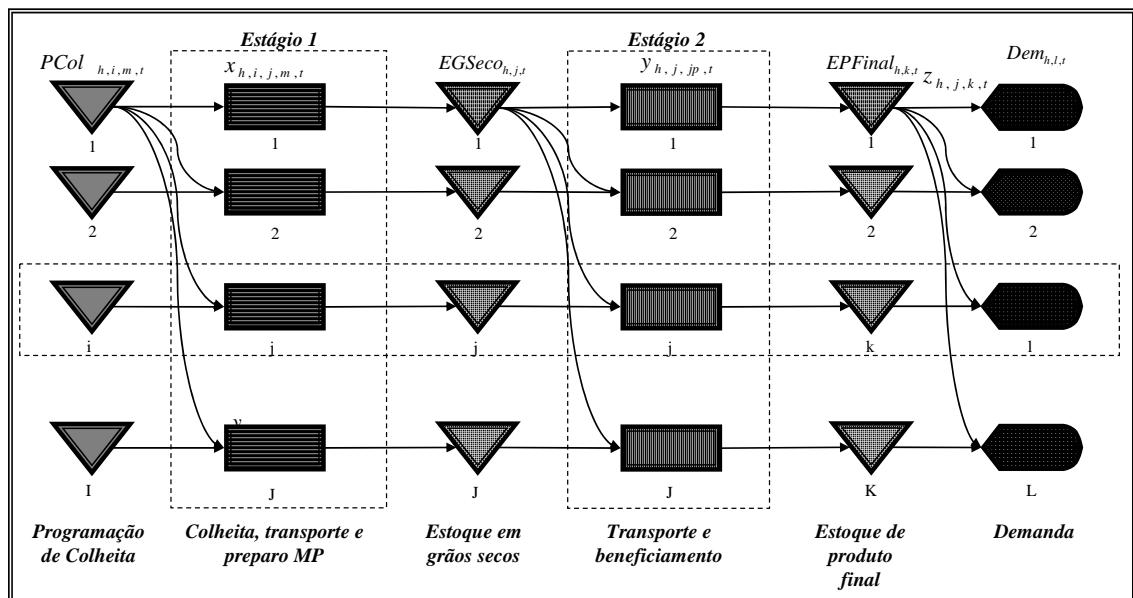 Estágio 1
Estágio 2
PCol h,i,m,t
x h,i,j,m,t
EGSeco h,j,t
y h,j,jp,t
EPFinal h,k,t
z h,j,k,t
Dem h,l,t
1 1 1 1 1 1
2 2 2 2 2 2
i j j j k l
I J J J K L
Programação
de Colheita
Colheita, transporte e
preparo MP
Estoque em
grãos secos
Transporte e
beneficiamento
Estoque de
produto
final
Demanda